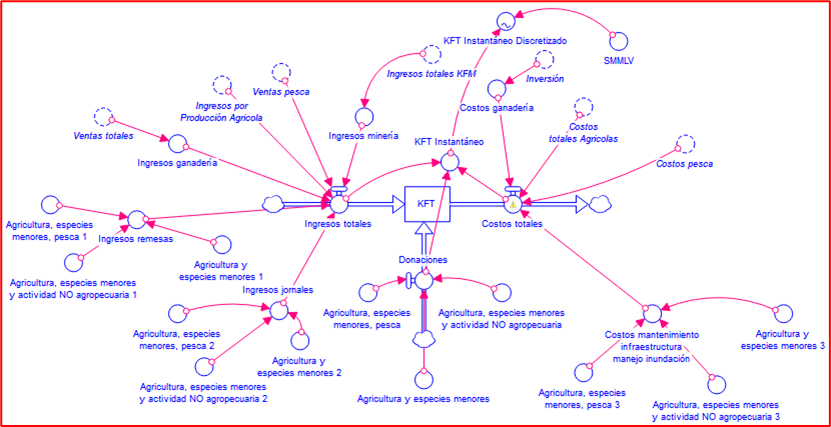 KFT Instantáneo Discretizado
SMMLV
Ingresos totales KFM
Inversión
Ventas pesca
Ingresos por
Producción Agricola
Costos ganadería
Ventas totales
Ingresos minería
KFT Instantáneo
Costos
totales Agricolas
Ingresos ganaderia
Costos pesca
KFT
Ingresos totales
Costos totales
Agricultura, especies
menores, pesca 1
Ingresos remesas
Agricultura y
especies menores 1
Agricultura, especies menores
y actividad NO agropecuaria 1
Donaciones
Ingresos jornales
Agricultura, especies
menores, pesca
Agricultura, especies menores
y actividad NO agropecuaria
Agricultura, especies
menores, pesca 2
Agricultura y
especies menores 2
Agricultura, especies menores
y actividad NO agropecuaria 2
Costos mantenimiento
infraestructura
manejo inundación
Agricultura y
especies menores 3
Agricultura y especies menores
Agricultura, especies
menores, pesca 3
Agricultura, especies menores
y actividad NO agropecuaria 3